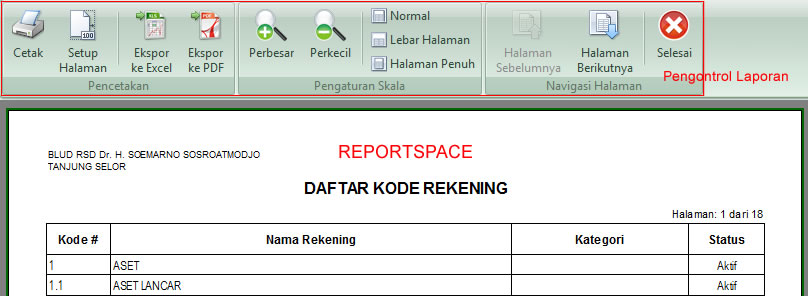 Cetak
Setup
Halaman
Ekspor
ke Excel
Ekspor
ke PDF
Pencetakan
Perbesar
Perkecil
Normal
Lebar Halaman
Halaman Penuh
Pengaturan Skala
Halaman
Sebelumnya
Halaman
Berikutnya
Selesai
Navigasi Halaman
Pengontrol Laporan
BLUD RSD Dr. H. SOEMARNO SOSROATMODJO
TANJUNG SELOR
REPORTSPACE
DAFTAR KODE REKENING
Halaman: 1 dari 18
Kode # Nama Rekening Kategori Status
1 ASET Aktif
1.1 ASET LANCAR Aktif